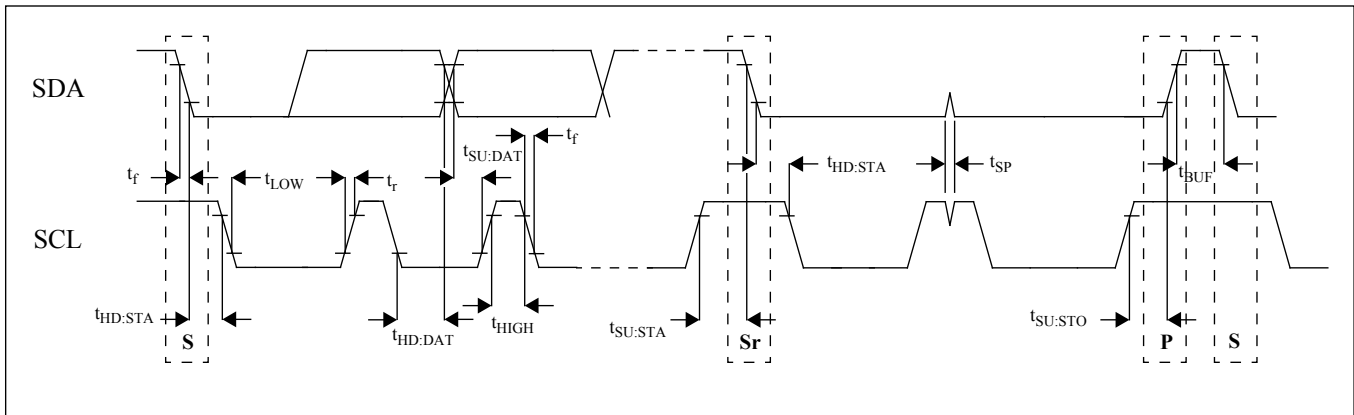 SDA
t_f
t_SU:DAT
t_HD:STA
t_SP
t_BUF
t_f
t_LOW
t_r
SCL
t_HD:STA
t_HD:DAT
t_HIGH
t_SU:STA
t_SU:STO
S
Sr
P
S